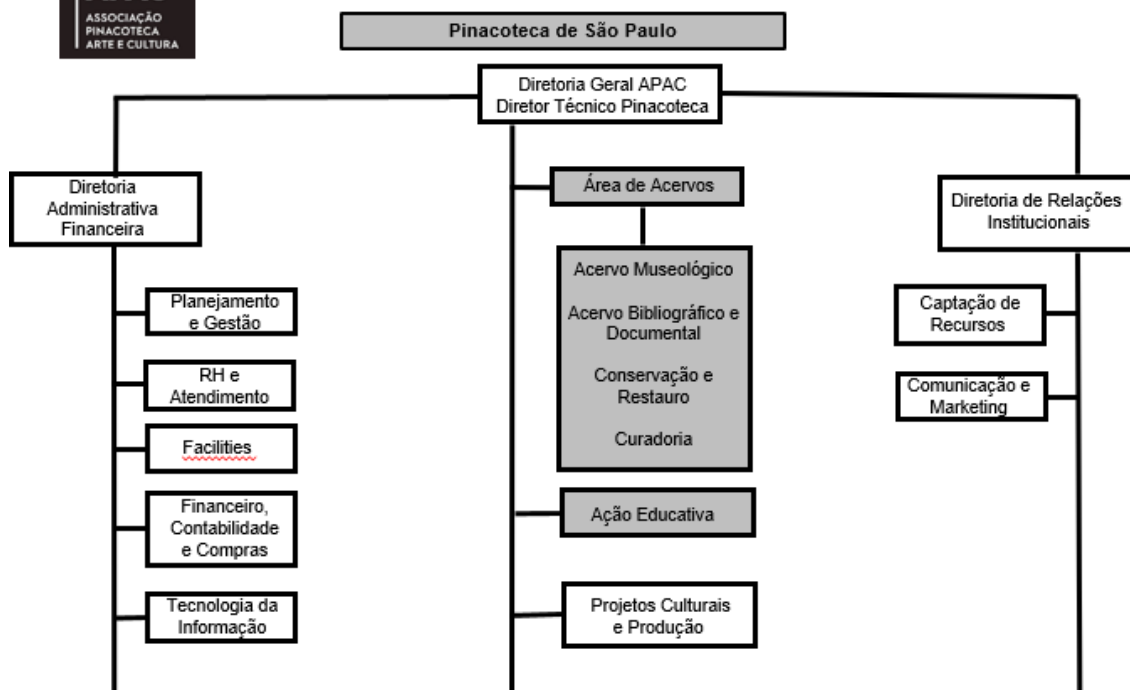 ASSOCIAÇÃO
PINACOTECA
ARTE E CULTURA
Pinacoteca de São Paulo
Diretoria Geral APAC
Diretor Técnico Pinacoteca
Diretoria
Administrativa
Financeira
Planejamento
e Gestão
RH e
Atendimento
Facilities
Financeiro,
Contabilidade
e Compras
Tecnologia da
Informação
Área de Acervos
Acervo Museológico
Acervo Bibliográfico e
Documental
Conservação e
Restauro
Curadoria
Ação Educativa
Projetos Culturais
e Produção
Diretoria de Relações
Institucionais
Captação de
Recursos
Comunicação e
Marketing